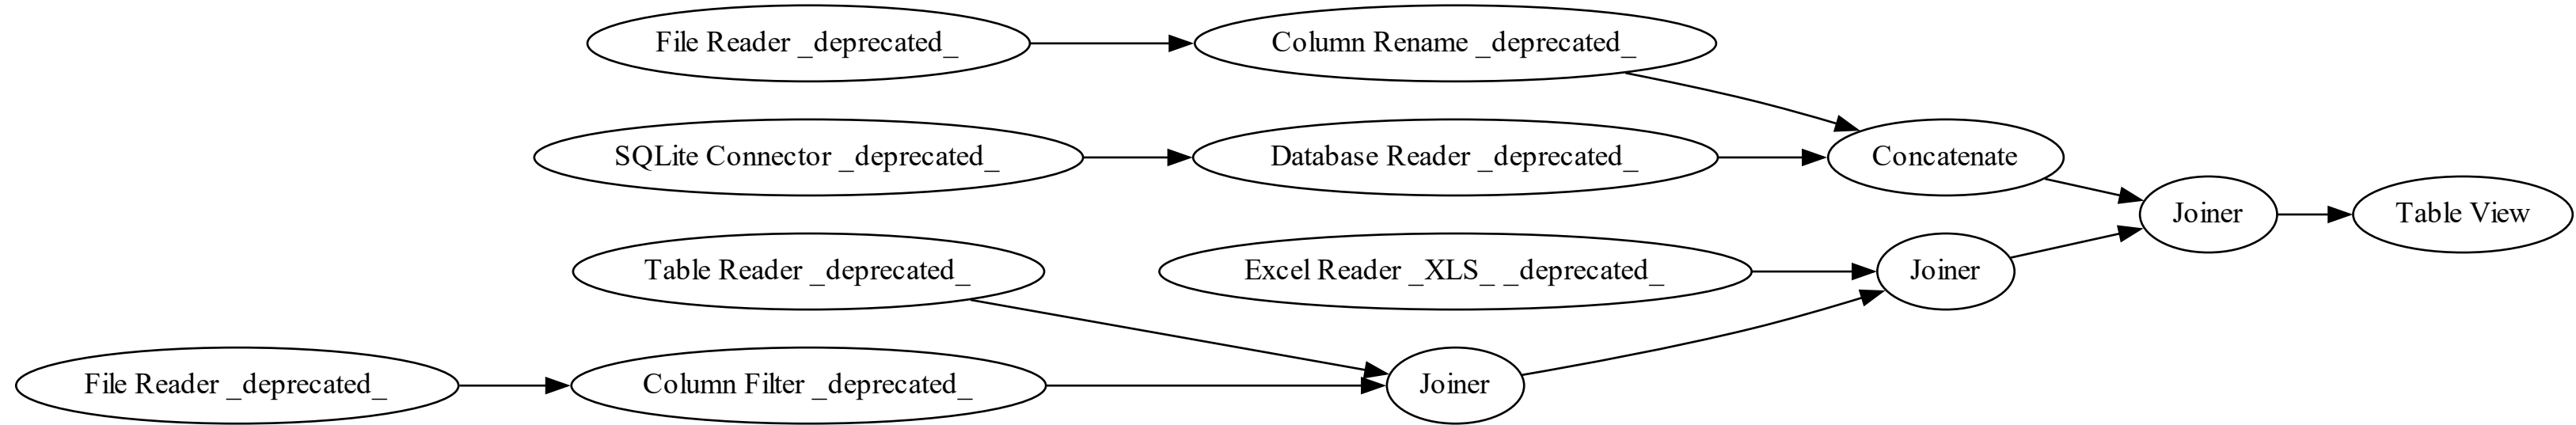 File Reader _deprecated_
Column Rename _deprecated_
SQLite Connector _deprecated_
Database Reader _deprecated_
Concatenate
Joiner
Table View
Table Reader _deprecated_
Excel Reader _XLS_ _deprecated_
Joiner
File Reader _deprecated_
Column Filter _deprecated_
Joiner